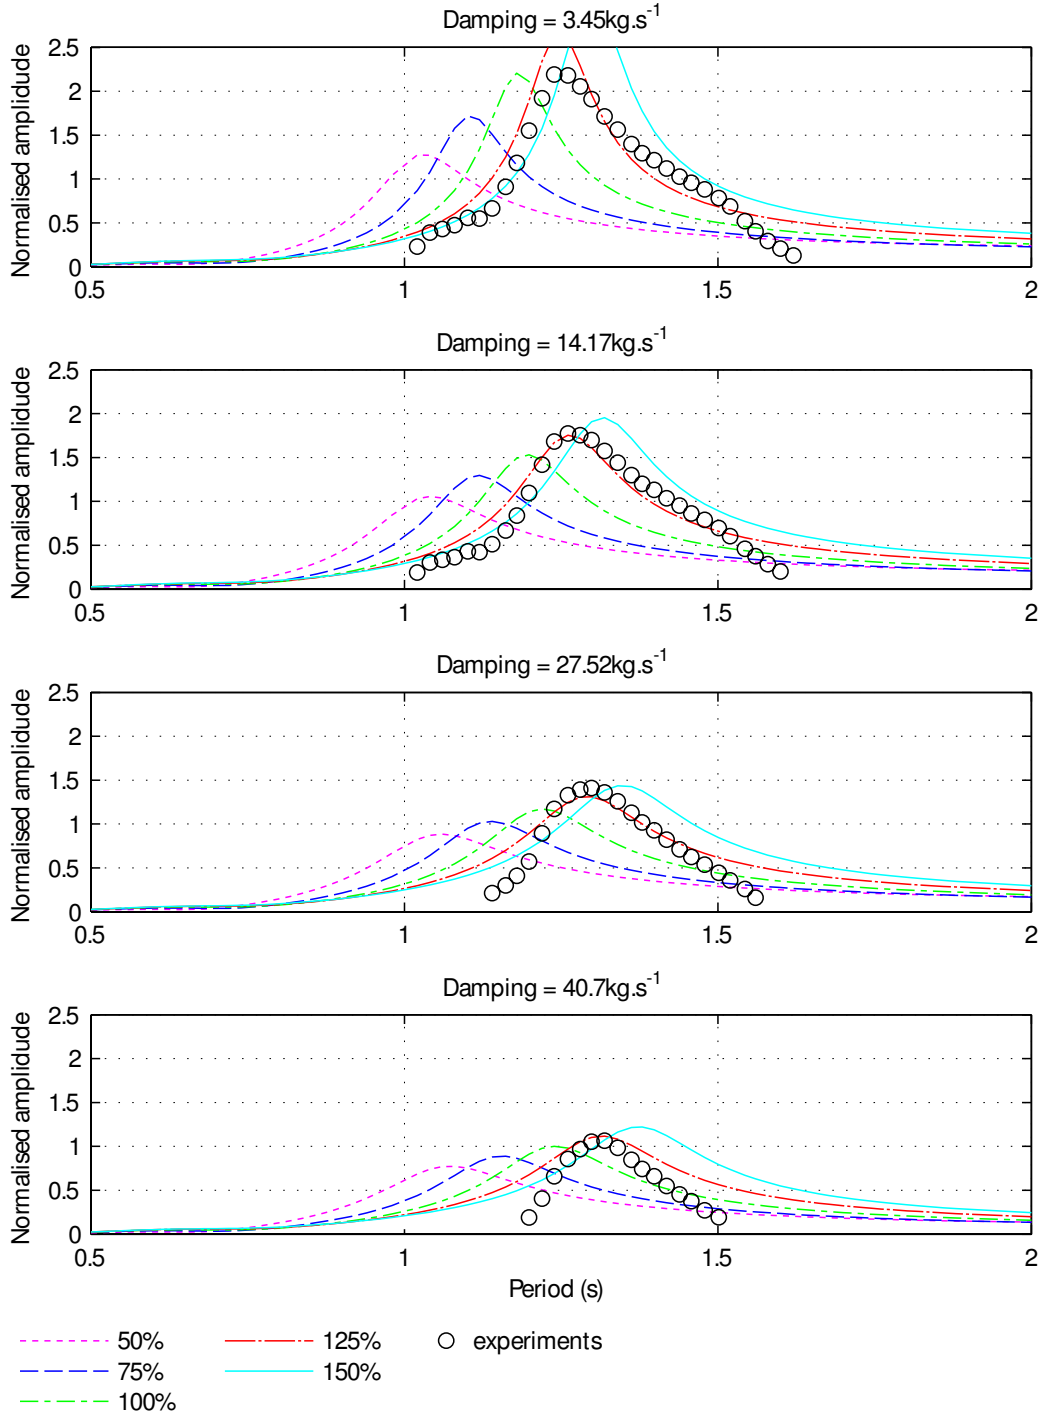 Damping = 3.45kg.s-1
Normalised amplidude
2.5
2
1.5
1
0.5
0
0.5 1 1.5 2
Damping = 14.17kg.s-1
Normalised amplidude
2.5
2
1.5
1
0.5
0
0.5 1 1.5 2
Damping = 27.52kg.s-1
Normalised amplidude
2.5
2
1.5
1
0.5
0
0.5 1 1.5 2
Damping = 40.7kg.s-1
Normalised amplidude
2.5
2
1.5
1
0.5
0
0.5 1 1.5 2
Period (s)
50% 125% experiments
75% 150%
100%